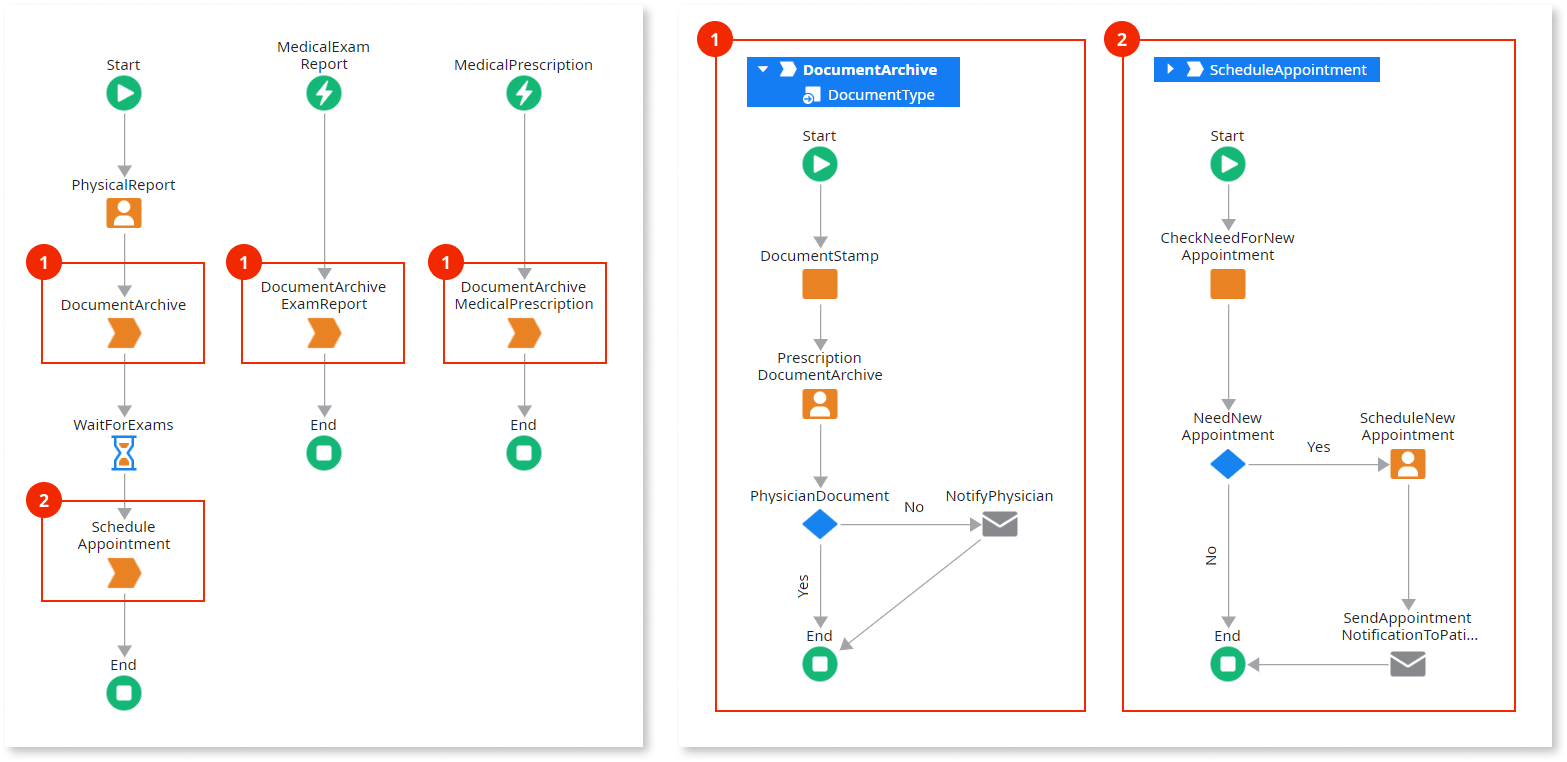 Start
PhysicalReport
1
DocumentArchive
WaitForExams
2
Schedule
Appointment
End
MedicalExam
Report
1
DocumentArchive
ExamReport
End
MedicalPrescription
1
DocumentArchive
MedicalPrescription
End
1
DocumentArchive
DocumentType
Start
DocumentStamp
Prescription
DocumentArchive
PhysicianDocument
No
NotifyPhysician
Yes
End
2
ScheduleAppointment
Start
CheckNeedForNew
Appointment
NeedNew
Appointment
Yes
ScheduleNew
Appointment
No
SendAppointment
NotificationToPati...
End